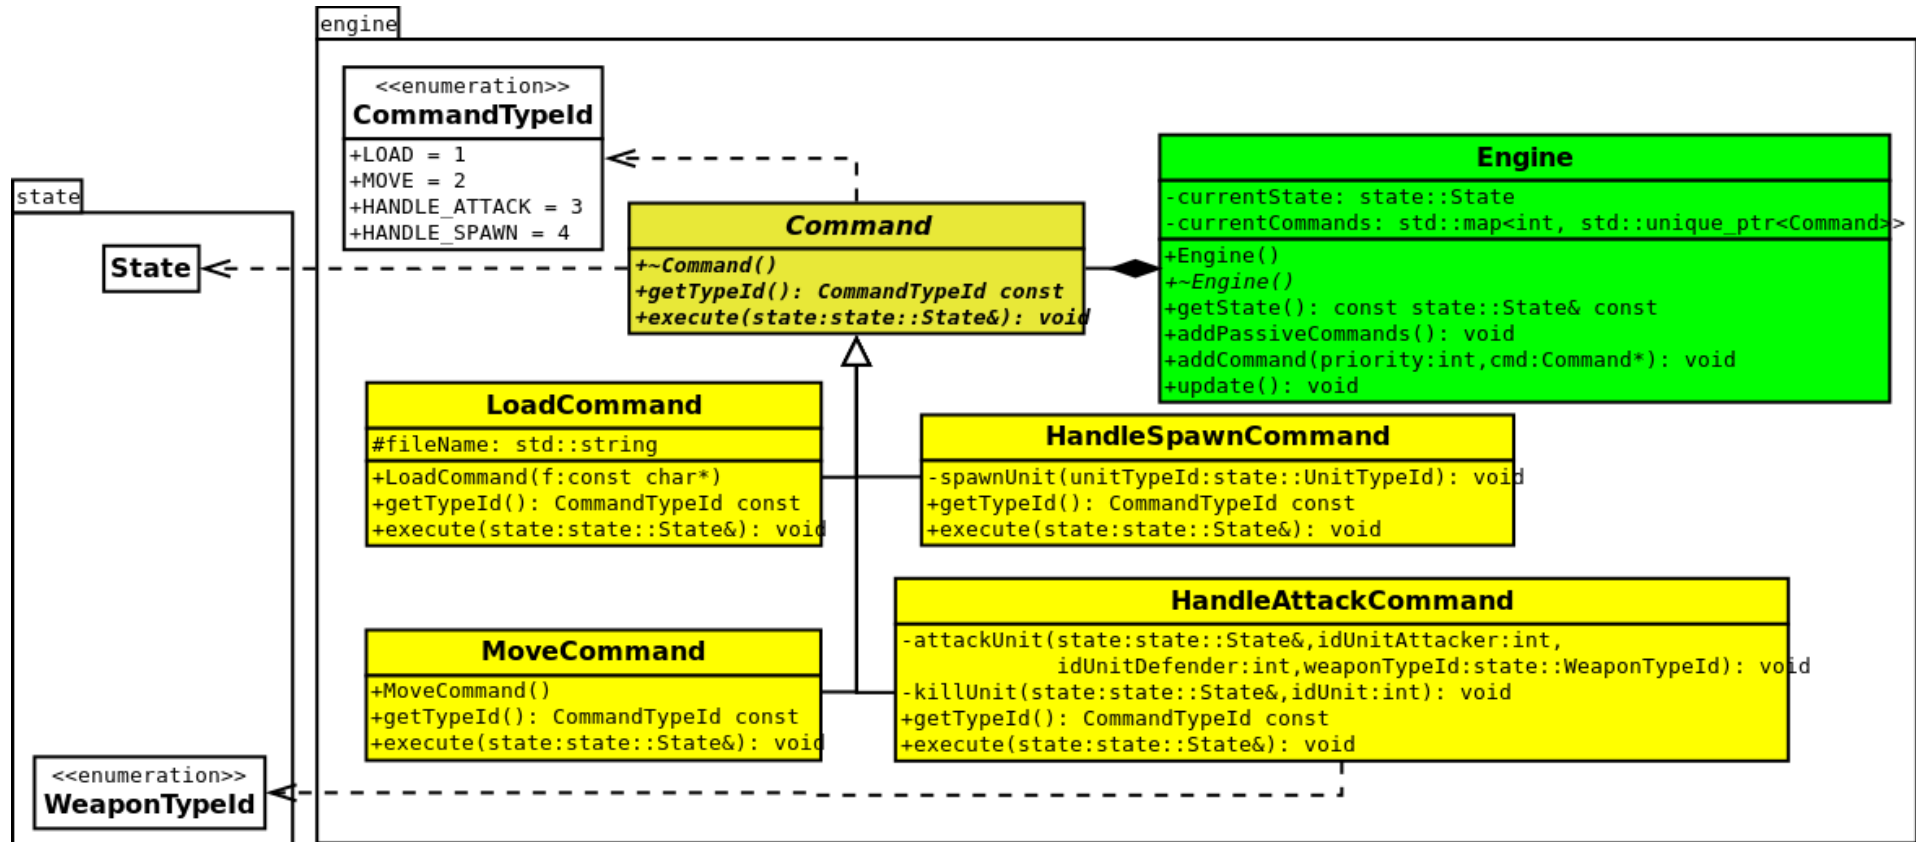 engine
<<enumeration>>
CommandTypeId
+LOAD = 1
+MOVE = 2
+HANDLE_ATTACK = 3
+HANDLE_SPAWN = 4
Engine
-currentState: state::State
-currentCommands: std::map<int, std::unique_ptr<Command>>
+Engine()
+~Engine()
+getState(): const state::State& const
+addPassiveCommands(): void
+addCommand(priority:int,cmd:Command*): void
+update(): void
state
State
Command
+~Command()
+getTypeId(): CommandTypeId const
+execute(state:state::State&): void
LoadCommand
#fileName: std::string
+LoadCommand(f:const char*)
+getTypeId(): CommandTypeId const
+execute(state:state::State&): void
HandleSpawnCommand
-spawnUnit(unitTypeId:state::UnitTypeId): void
+getTypeId(): CommandTypeId const
+execute(state:state::State&): void
MoveCommand
+MoveCommand()
+getTypeId(): CommandTypeId const
+execute(state:state::State&): void
HandleAttackCommand
-attackUnit(state:state::State&,idUnitAttacker:int,
idUnitDefender:int,weaponTypeId:state::WeaponTypeId): void
-killUnit(state:state::State&,idUnit:int): void
+getTypeId(): CommandTypeId const
+execute(state:state::State&): void
<<enumeration>>
WeaponTypeId